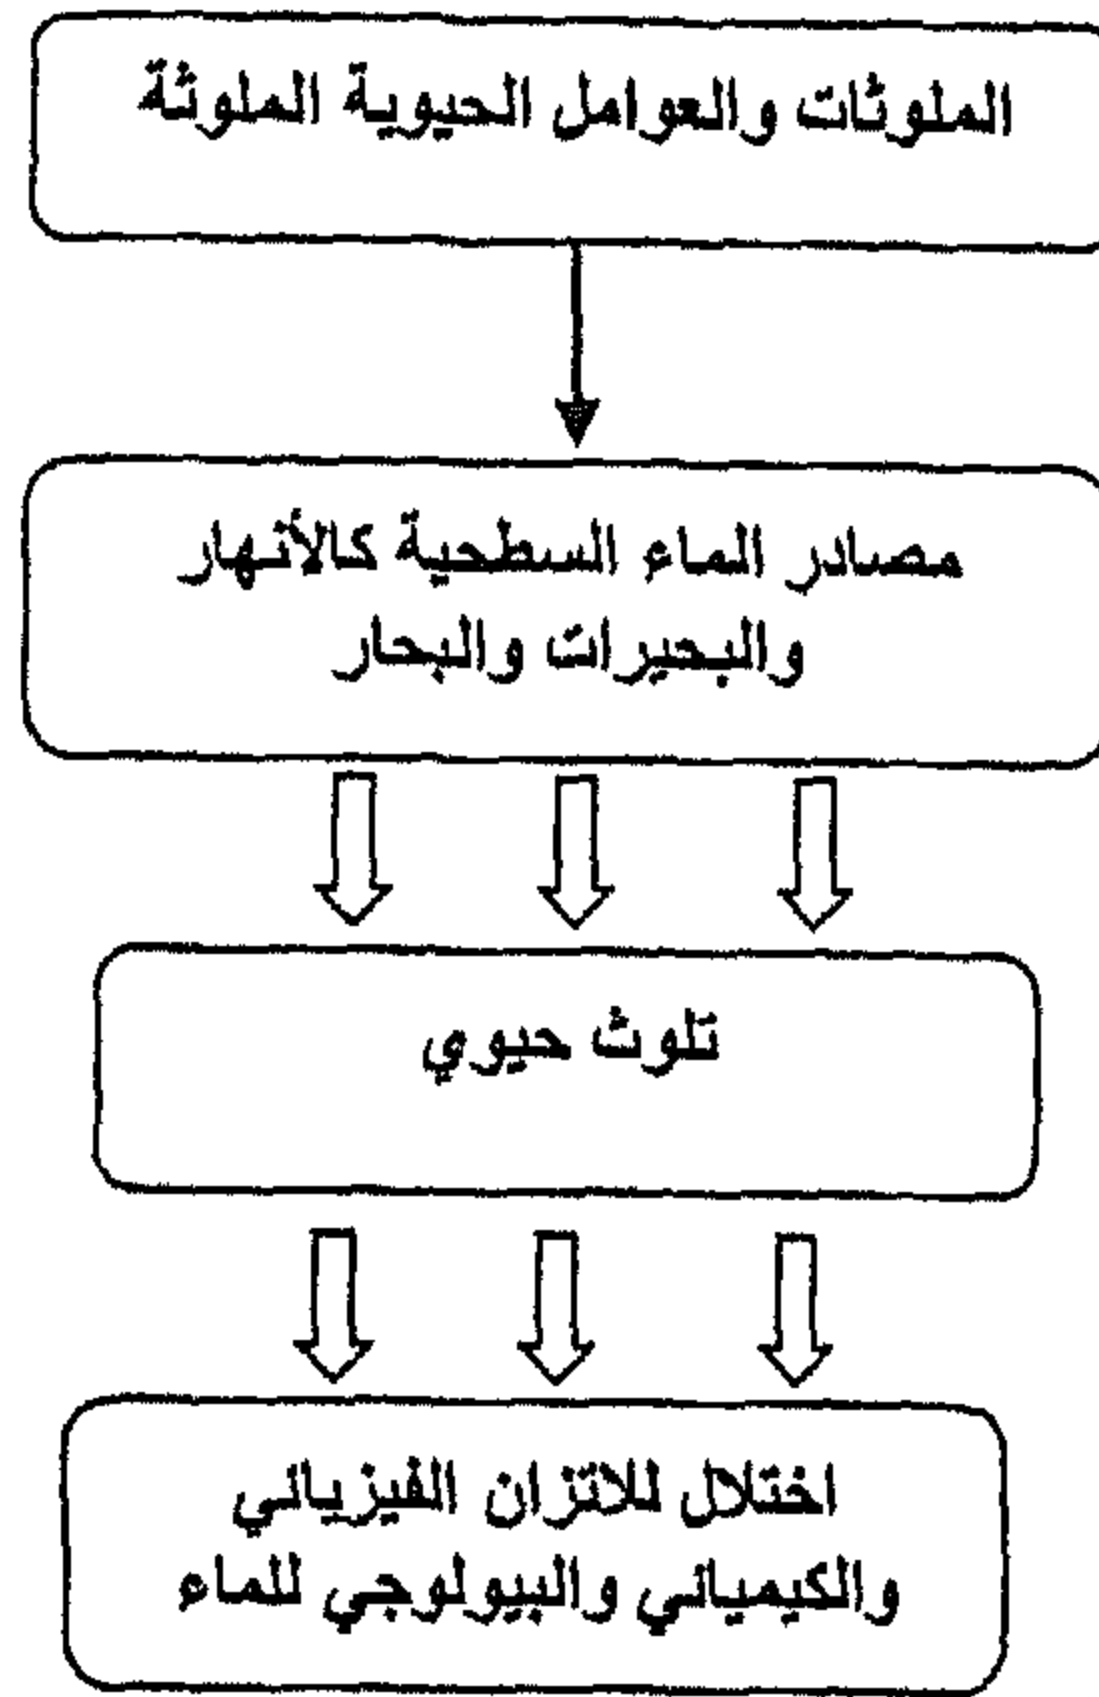 الملوثات والعوامل الحيوية الملوثة
مصادر الماء السطحية كالأنهار
والبحيرات والبحار
تلوث حيوي
اختلال للاتزان الفيزيائي
والكيميائي والبيولوجي للماء